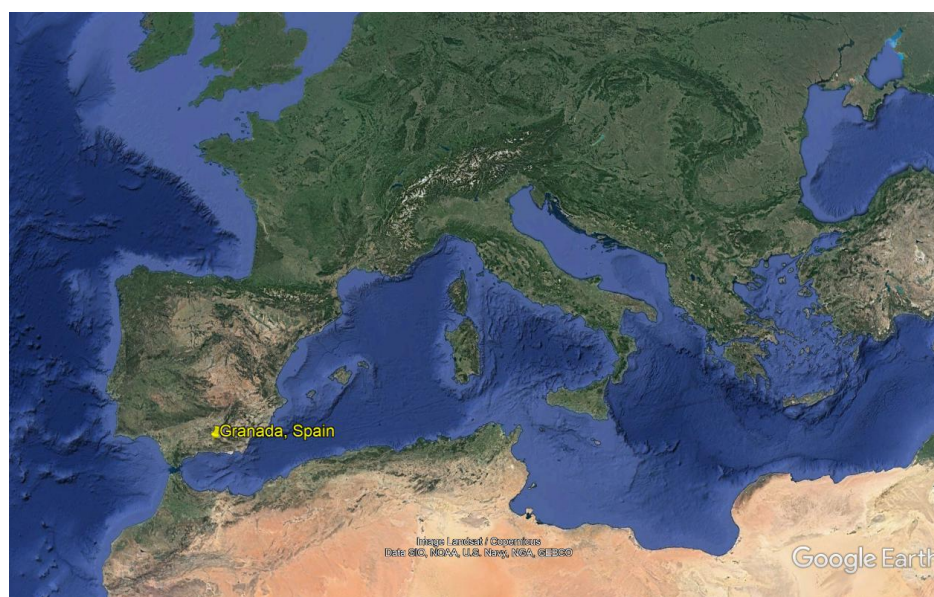 Granada, Spain
Image Landsat / Copernicus
Data SIO, NOAA, U.S. Navy, NGA, GEBCO
Google Earth